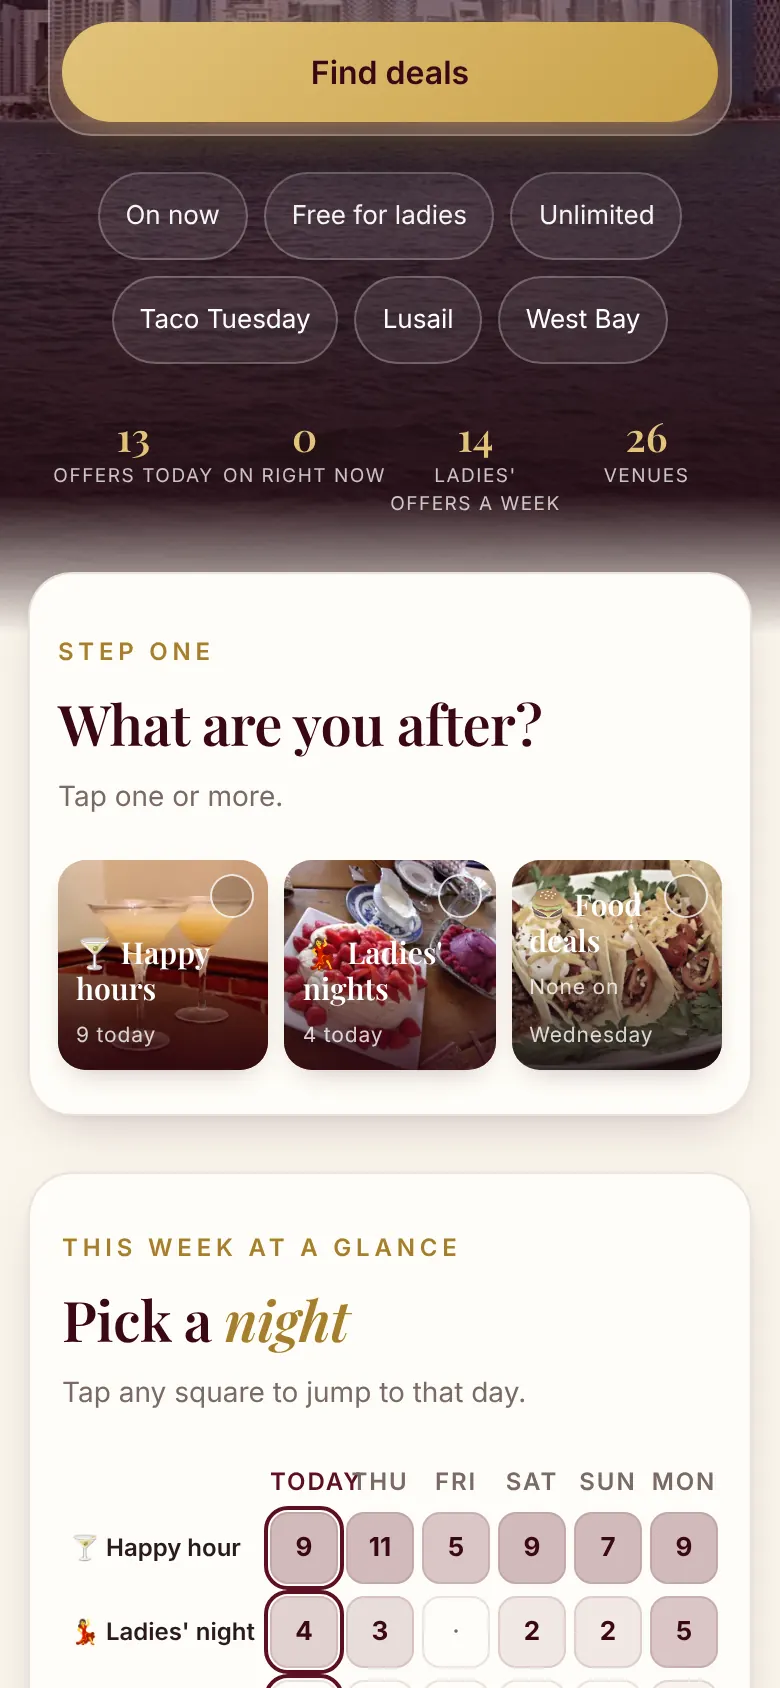 Find deals
On now
Free for ladies
Unlimited
Taco Tuesday
Lusail
West Bay
13
OFFERS TODAY
0
ON RIGHT NOW
14
LADIES'
OFFERS A WEEK
26
VENUES
STEP ONE
What are you after?
Tap one or more.
🍸 Happy
hours
9 today
💃 Ladies'
nights
4 today
🍔 Food
deals
None on
Wednesday
THIS WEEK AT A GLANCE
Pick a night
Tap any square to jump to that day.
TODAY THU FRI SAT SUN MON
🍸 Happy hour 9 11 5 9 7 9
💃 Ladies' night 4 3 · 2 2 5